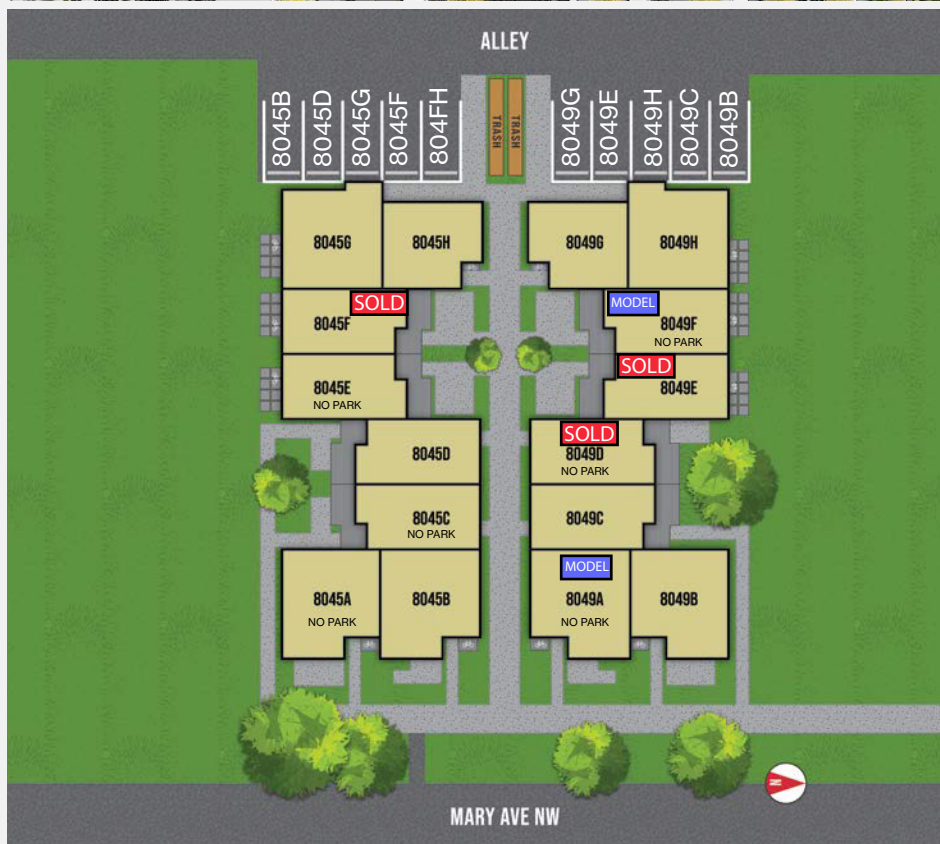 ALLEY
8045B
8045D
8045G
8045F
804FH
TRASH
TRASH
8049G
8049E
8049H
8049C
8049B
8045G
8045H
8049G
8049H
SOLD
8045F
MODEL
8049F
NO PARK
8045E
NO PARK
SOLD
8049E
8045D
SOLD
8049D
NO PARK
8045C
NO PARK
8049C
8045A
NO PARK
8045B
MODEL
8049A
NO PARK
8049B
N
MARY AVE NW